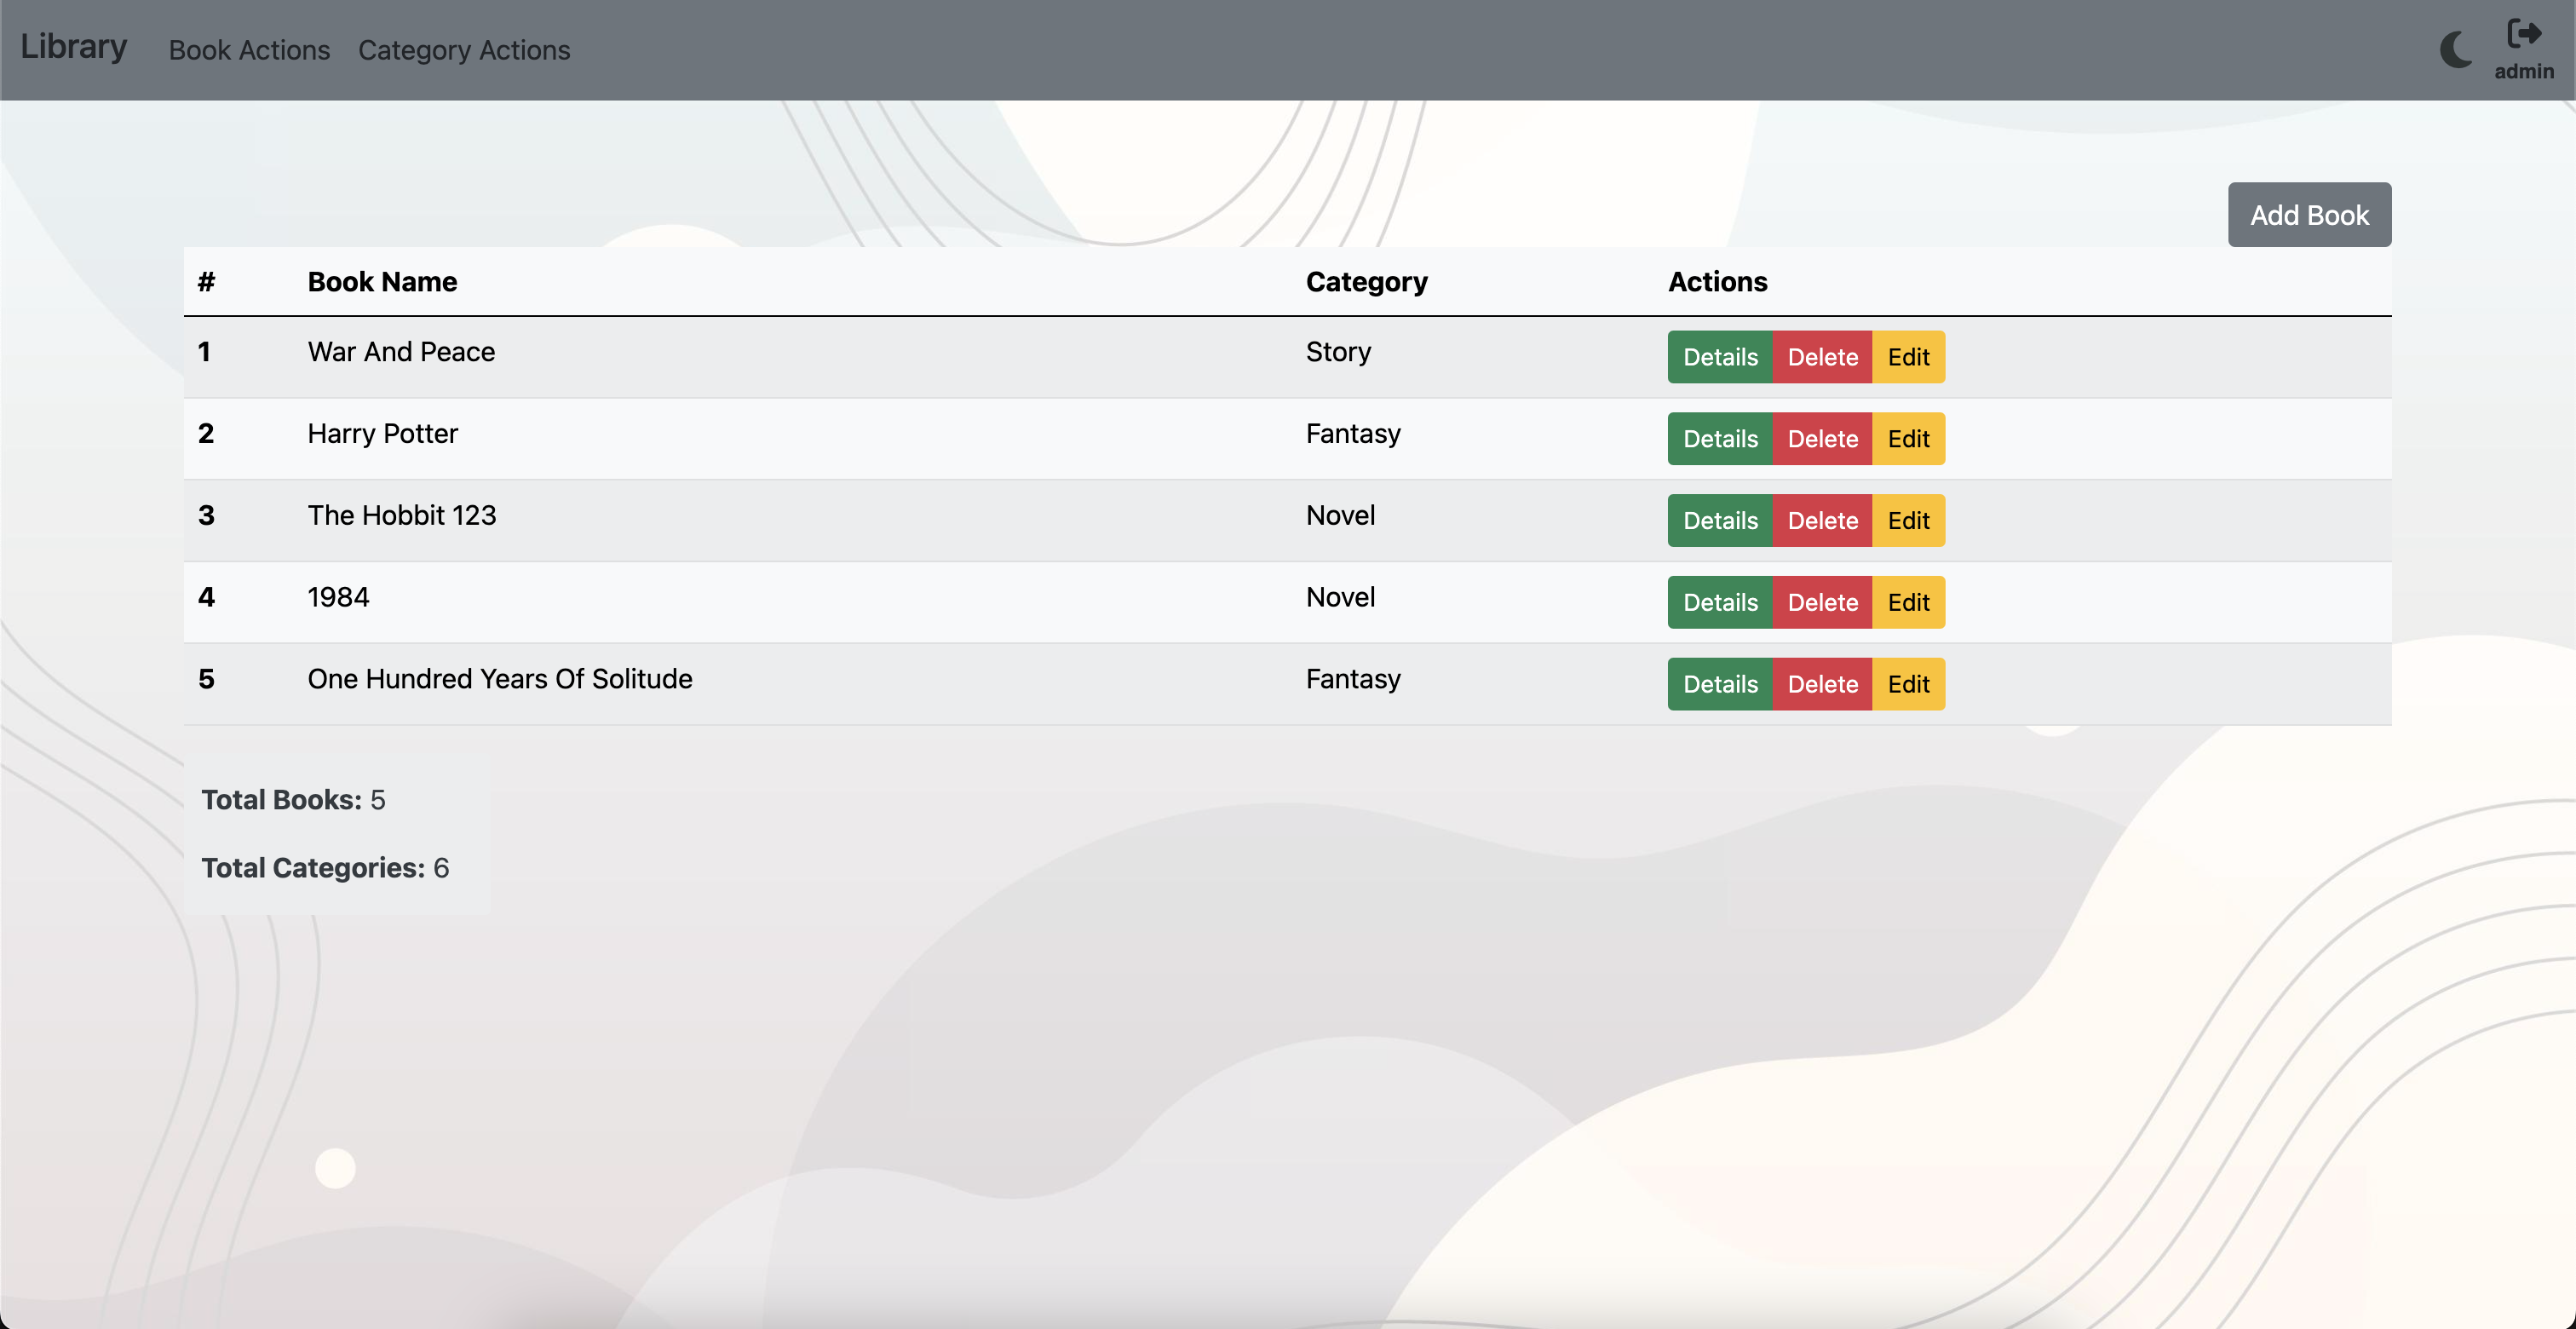 Library Book Actions Category Actions
admin
Add Book
# Book Name Category Actions
1 War And Peace Story Details Delete Edit
2 Harry Potter Fantasy Details Delete Edit
3 The Hobbit 123 Novel Details Delete Edit
4 1984 Novel Details Delete Edit
5 One Hundred Years Of Solitude Fantasy Details Delete Edit
Total Books: 5
Total Categories: 6